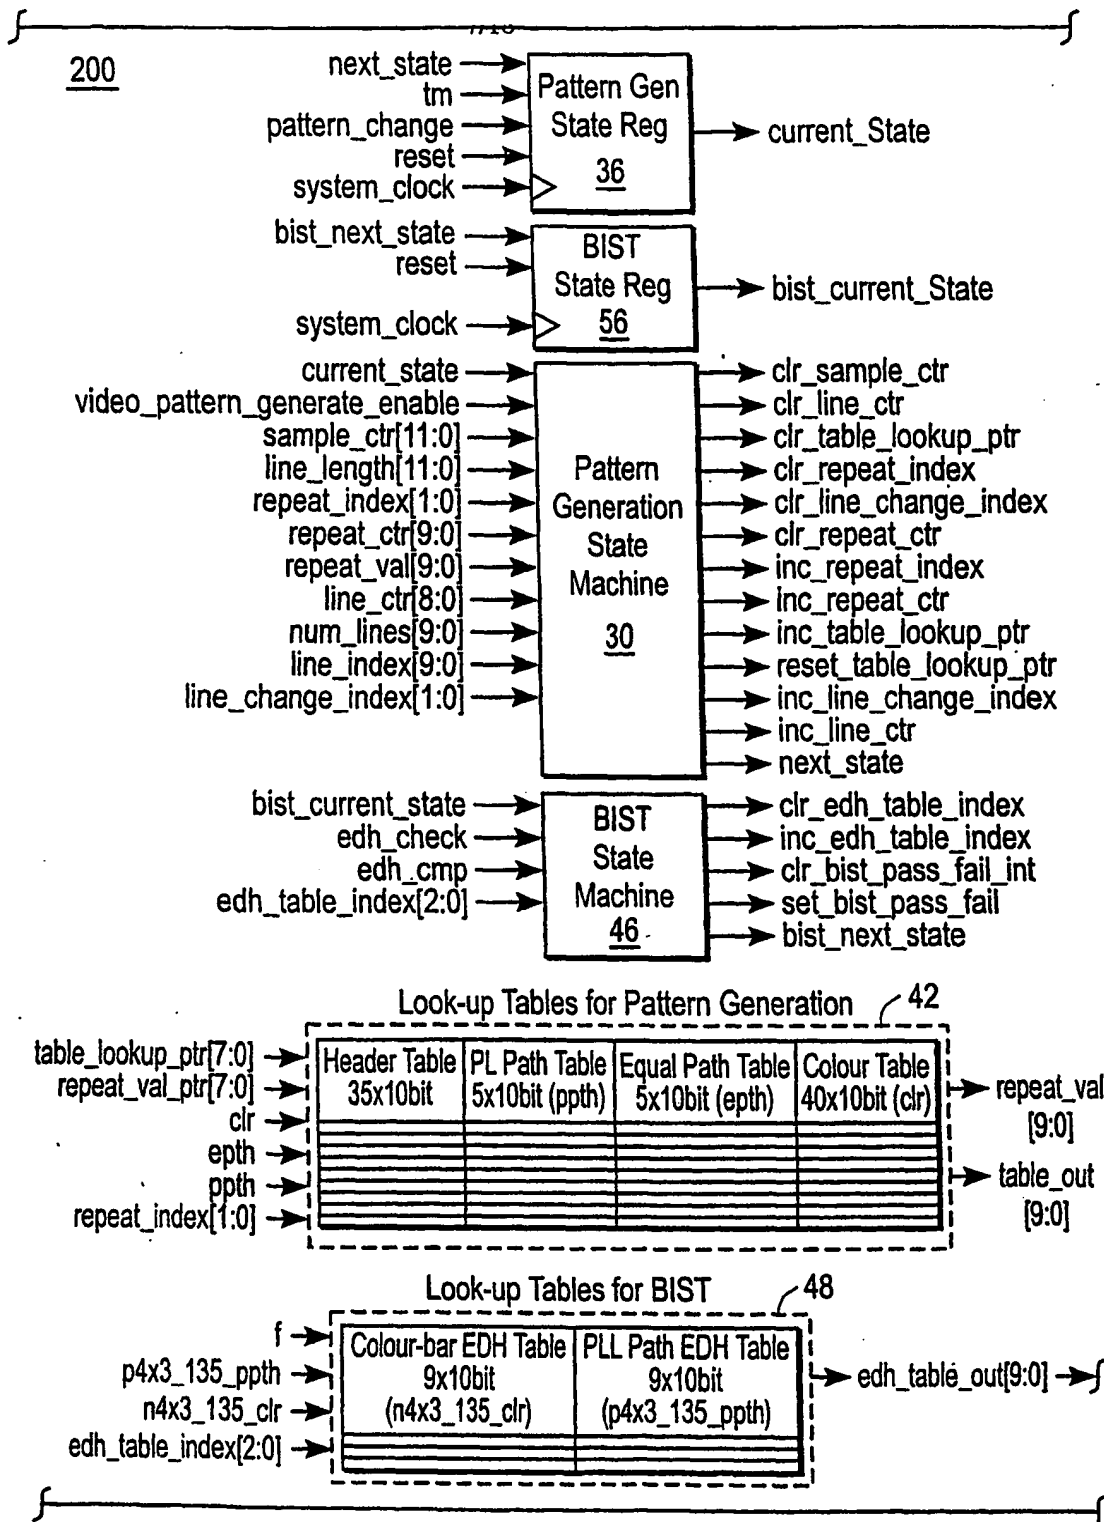 200
next_state
tm
pattern_change
reset
system_clock
Pattern Gen
State Reg
36
current_State
bist_next_state
reset
system_clock
BIST
State Reg
56
bist_current_State
current_state
video_pattern_generate_enable
sample_ctr[11:0]
line_length[11:0]
repeat_index[1:0]
repeat_ctr[9:0]
repeat_val[9:0]
line_ctr[8:0]
num_lines[9:0]
line_index[9:0]
line_change_index[1:0]
Pattern
Generation
State
Machine
30
clr_sample_ctr
clr_line_ctr
clr_table_lookup_ptr
clr_repeat_index
clr_line_change_index
clr_repeat_ctr
inc_repeat_index
inc_repeat_ctr
inc_table_lookup_ptr
reset_table_lookup_ptr
inc_line_change_index
inc_line_ctr
next_state
bist_current_state
edh_check
edh_cmp
edh_table_index[2:0]
BIST
State
Machine
46
clr_edh_table_index
inc_edh_table_index
clr_bist_pass_fail_int
set_bist_pass_fail
bist_next_state
Look-up Tables for Pattern Generation
42
table_lookup_ptr[7:0]
repeat_val_ptr[7:0]
clr
epth
ppth
repeat_index[1:0]
Header Table
35x10bit
PL Path Table
5x10bit (ppth)
Equal Path Table
5x10bit (epth)
Colour Table
40x10bit (clr)
repeat_val
[9:0]
table_out
[9:0]
Look-up Tables for BIST
48
f
p4x3_135_ppth
n4x3_135_clr
edh_table_index[2:0]
Colour-bar EDH Table
9x10bit
(n4x3_135_clr)
PLL Path EDH Table
9x10bit
(p4x3_135_ppth)
edh_table_out[9:0]